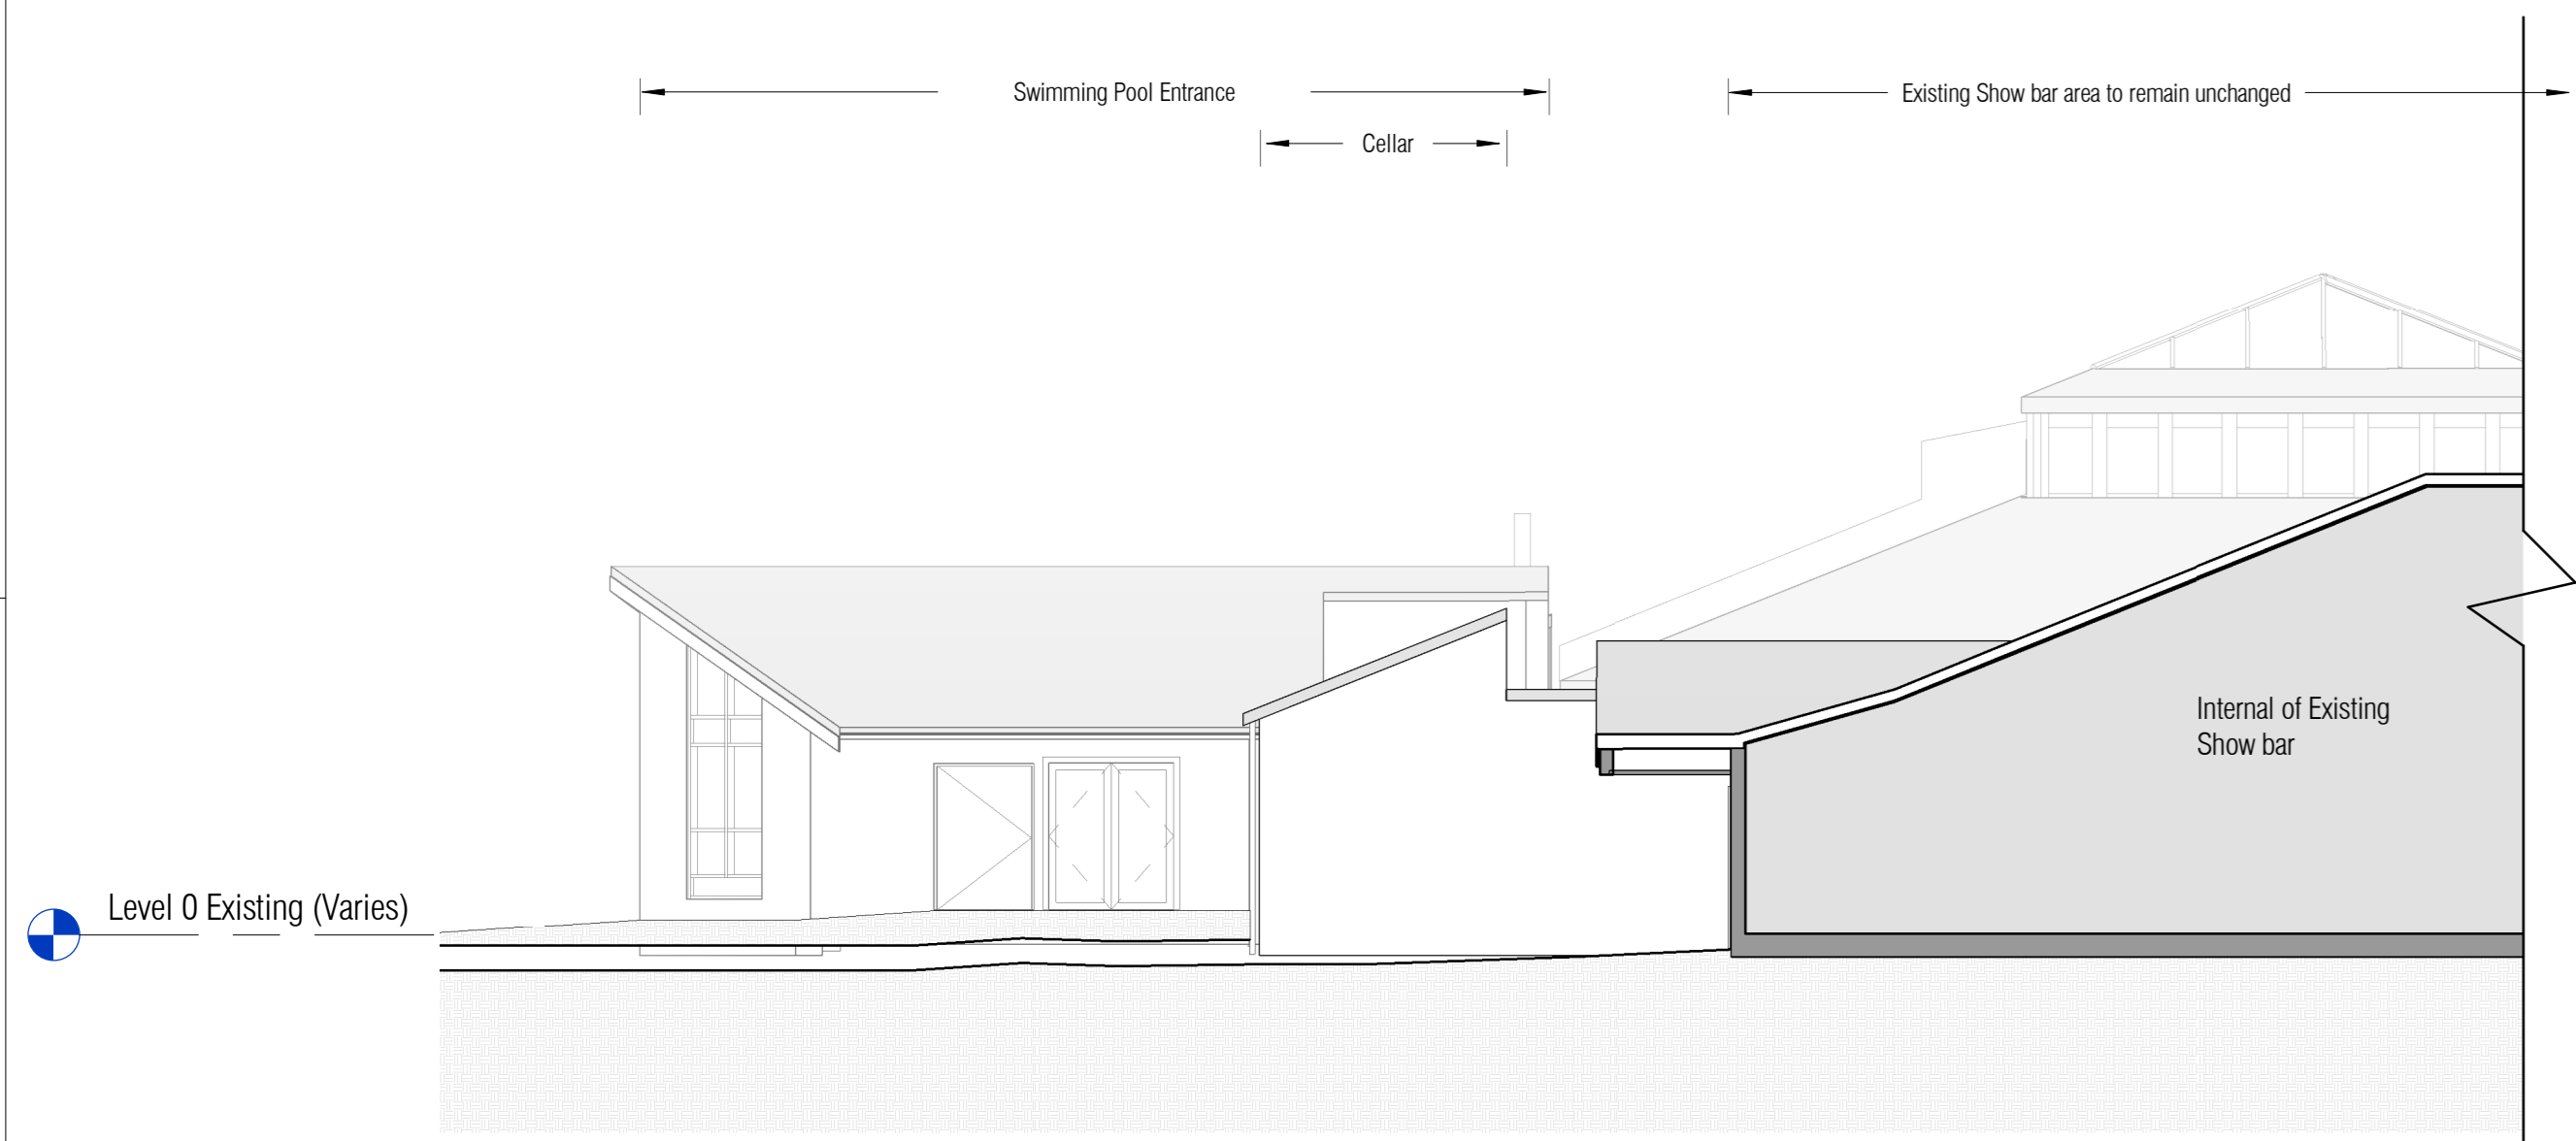 Swimming Pool Entrance
Existing Show bar area to remain unchanged
Cellar
Internal of Existing
Show bar
Level 0 Existing (Varies)